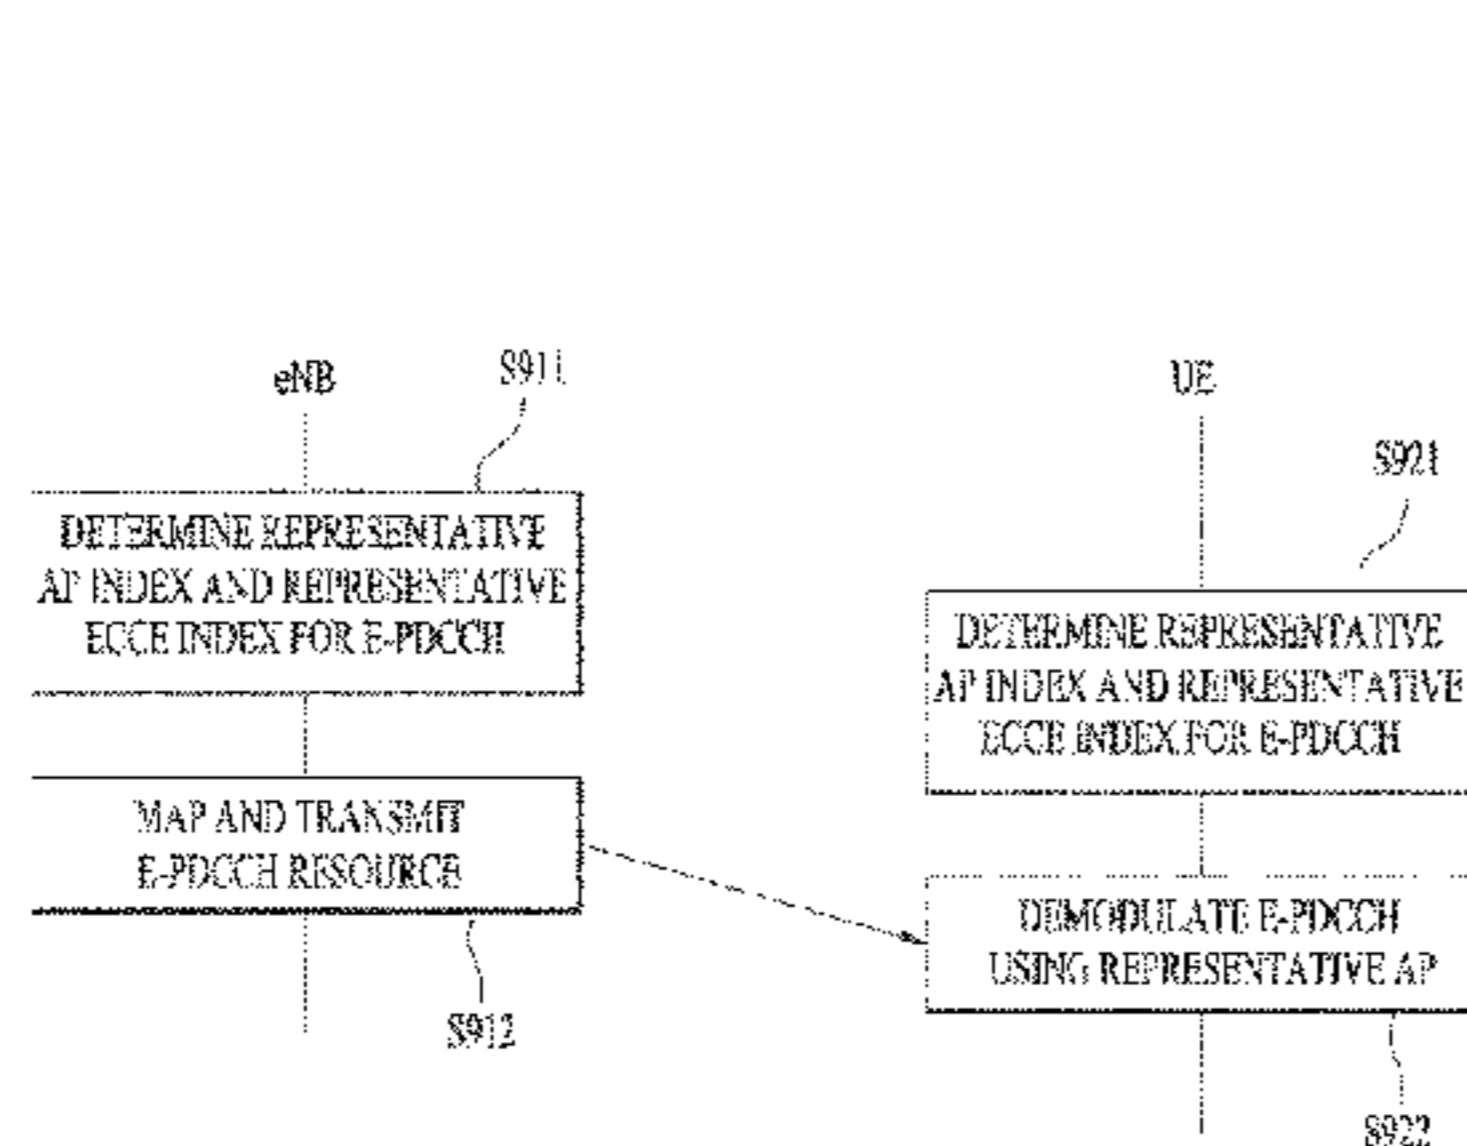 eNB
S911
UE
S921
DETERMINE REPRESENTATIVE
AP INDEX AND REPRESENTATIVE
ECCE INDEX FOR E-PDCCH
DETERMINE REPRESENTATIVE
AP INDEX AND REPRESENTATIVE
ECCE INDEX FOR E-PDCCH
MAP AND TRANSMIT
E-PDCCH RESOURCE
DEMODULATE E-PDCCH
USING REPRESENTATIVE AP
S912
S922